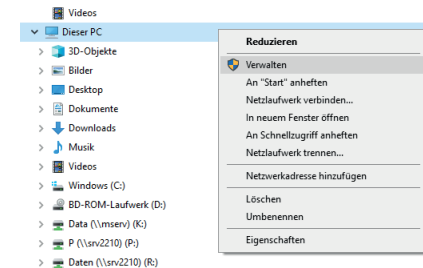 Videos
Dieser PC
3D-Objekte
Bilder
Desktop
Dokumente
Downloads
Musik
Videos
Windows (C:)
BD-ROM-Laufwerk (D:)
Data (\\mserv) (K:)
P (\\srv2210) (P:)
Daten (\\srv2210) (R:)
Reduzieren
Verwalten
An "Start" anheften
Netzlaufwerk verbinden...
In neuem Fenster öffnen
An Schnellzugriff anheften
Netzlaufwerk trennen...
Netzwerkadresse hinzufügen
Löschen
Umbenennen
Eigenschaften